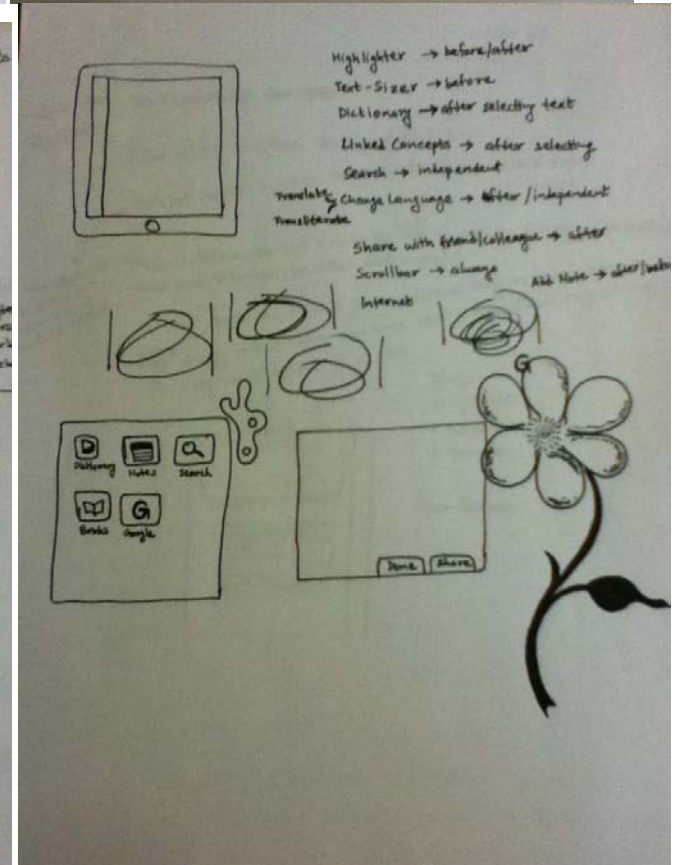 Highlighter → before/after
Text-Sizer → before
Dictionary → after selecting text
Linked Concepts → after selecting
Search → independent
Translate
Transliterate
Change Language → after/independent
Share with friend/colleague → after
Scrollbar → always
Add Note → after/before
Internet
G
D
Dictionary
Notes
Search
G
Books
Google
Done
Share